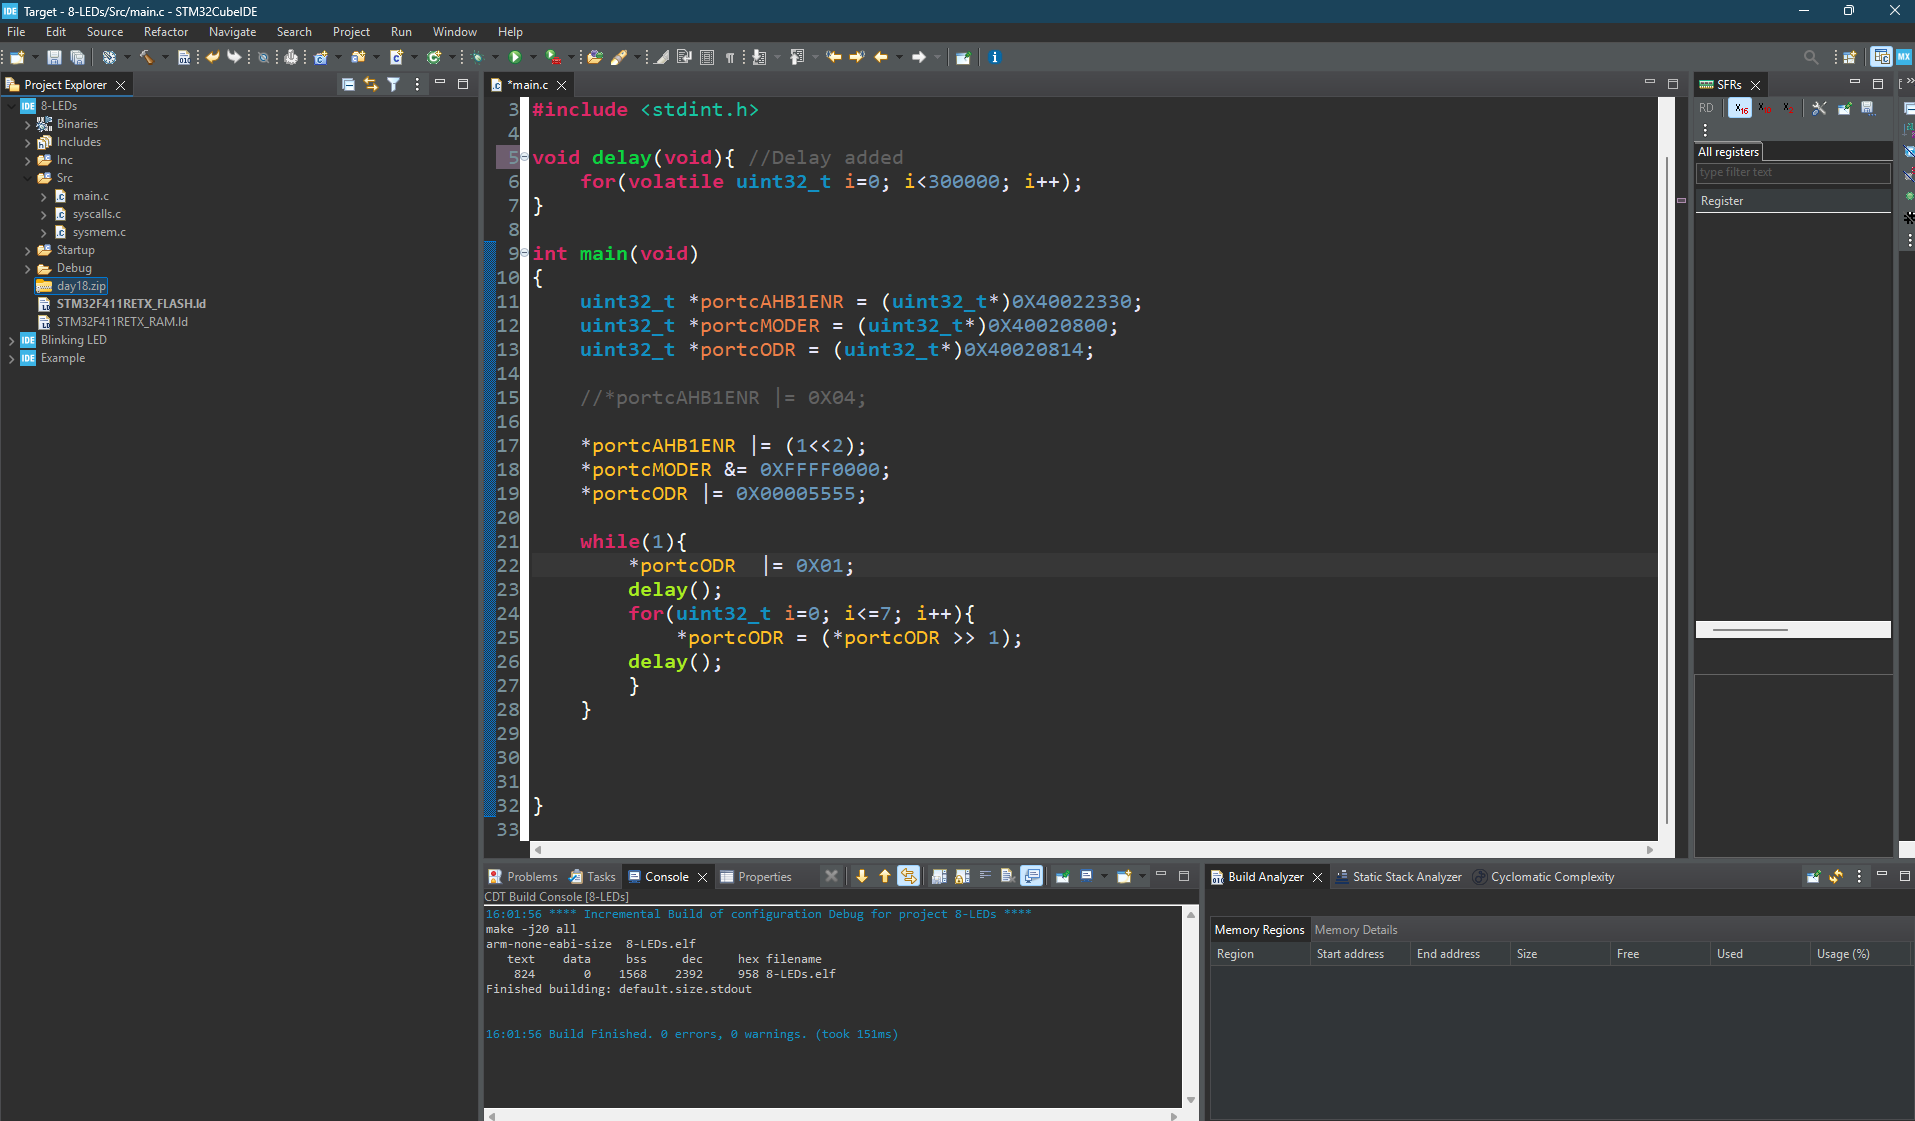 IDE Target - 8-LEDs/Src/main.c - STM32CubeIDE
File Edit Source Refactor Navigate Search Project Run Window Help
Project Explorer
IDE 8-LEDs
Binaries
Includes
Inc
Src
main.c
syscalls.c
sysmem.c
Startup
Debug
day18.zip
STM32F411RETX_FLASH.ld
STM32F411RETX_RAM.ld
IDE Blinking LED
IDE Example
*main.c
3 #include <stdint.h>
4
5 void delay(void){ //Delay added
6     for(volatile uint32_t i=0; i<300000; i++);
7 }
8
9 int main(void)
10 {
11     uint32_t *portcAHB1ENR = (uint32_t*)0X40022330;
12     uint32_t *portcMODER = (uint32_t*)0X40020800;
13     uint32_t *portcODR = (uint32_t*)0X40020814;
14
15     //*portcAHB1ENR |= 0X04;
16
17     *portcAHB1ENR |= (1<<2);
18     *portcMODER &= 0XFFFF0000;
19     *portcODR |= 0X00005555;
20
21     while(1){
22         *portcODR  |= 0X01;
23         delay();
24         for(uint32_t i=0; i<=7; i++){
25             *portcODR = (*portcODR >> 1);
26         delay();
27         }
28     }
29
30
31
32 }
33
SFRs
RD X16 X10 X2
All registers
type filter text
Register
MX
Problems Tasks Console Properties
CDT Build Console [8-LEDs]
16:01:56 **** Incremental Build of configuration Debug for project 8-LEDs ****
make -j20 all
arm-none-eabi-size 8-LEDs.elf
text data bss dec hex filename
824 0 1568 2392 958 8-LEDs.elf
Finished building: default.size.stdout
16:01:56 Build Finished. 0 errors, 0 warnings. (took 151ms)
Build Analyzer Static Stack Analyzer Cyclomatic Complexity
Memory Regions Memory Details
Region Start address End address Size Free Used Usage (%)